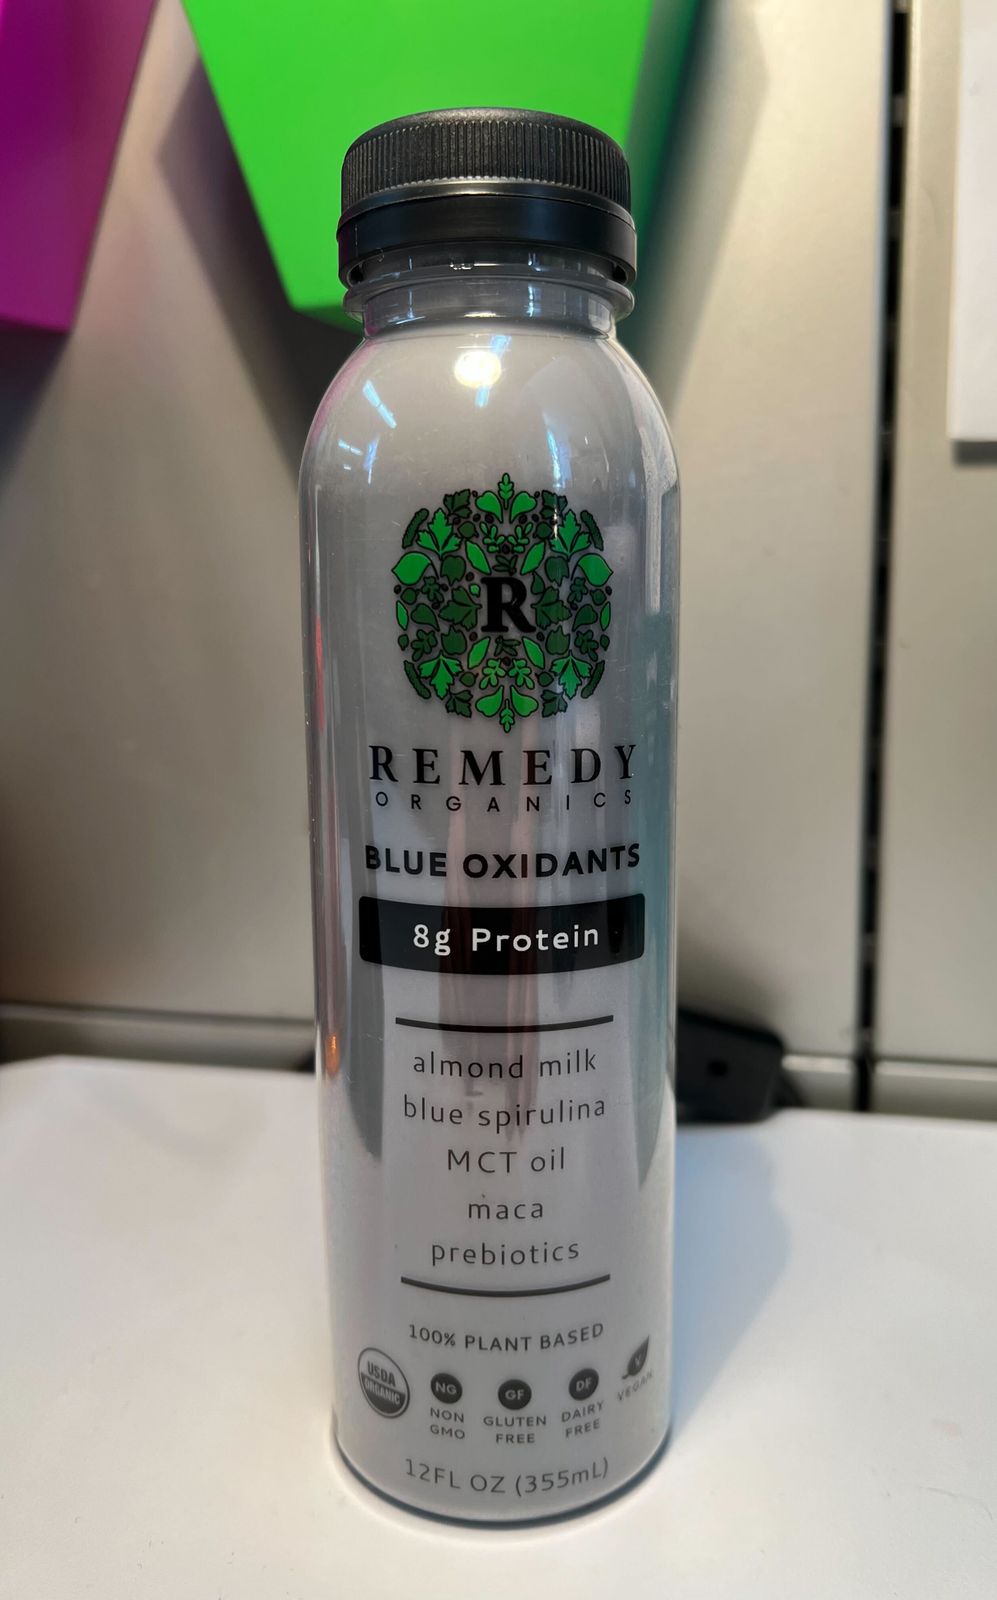 R
REMEDY
ORGANICS
BLUE OXIDANTS
8g Protein
almond milk
blue spirulina
MCT oil
maca
prebiotics
100% PLANT BASED
USDA
ORGANIC
NG
NON
GMO
GF
GLUTEN
FREE
DF
DAIRY
FREE
V
VEGAN
12FL OZ (355mL)